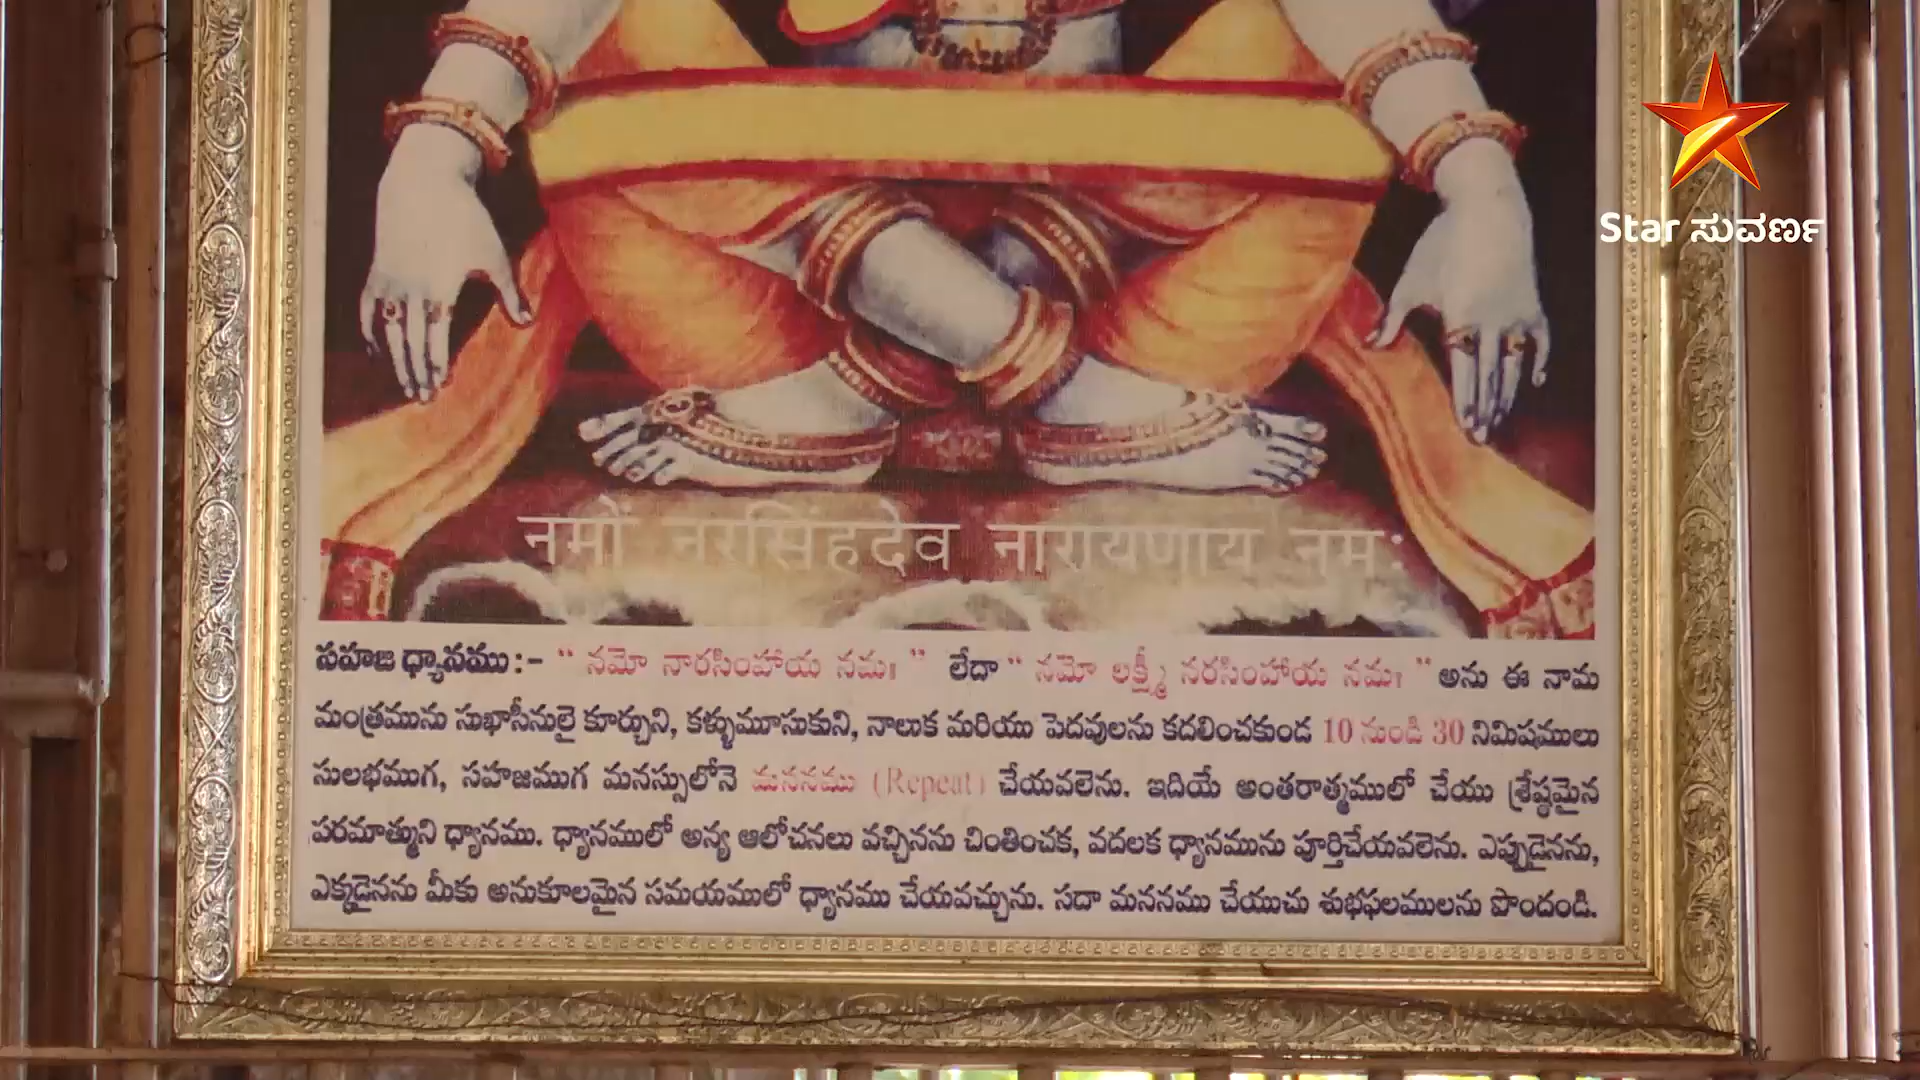 Star ಸುವರ್ಣ
नमों नरसिंहदेव नारायणाय नमः
సహజ ధ్యానము :- “ నమో నారసింహాయ నమః ” లేదా “ నమో లక్ష్మీ నరసింహాయ నమః ” అను ఈ నామ
మంత్రమును సుఖాసీనులై కూర్చుని, కళ్ళుమూసుకుని, నాలుక మరియు పెదవులను కదలించకుండ 10 నుండి 30 నిమిషములు
సులభముగ, సహజముగ మనస్సులోనె మననము (Repeat) చేయవలెను. ఇదియే అంతరాత్మములో చేయు శ్రేష్ఠమైన
పరమాత్ముని ధ్యానము. ధ్యానములో అన్య ఆలోచనలు వచ్చినను చింతించక, వదలక ధ్యానమును పూర్తిచేయవలెను. ఎప్పుడైనను,
ఎక్కడైనను మీకు అనుకూలమైన సమయములో ధ్యానము చేయవచ్చును. సదా మననము చేయుచు శుభఫలములను పొందండి.